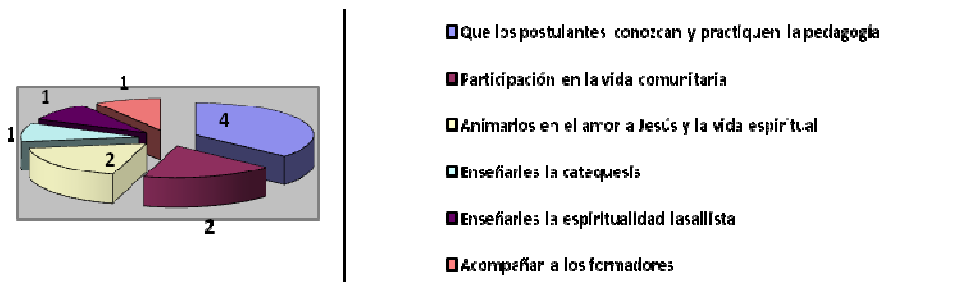 1
1
1
4
2
2
Que los postulantes conozcan y practiquen la pedagogía
Participación en la vida comunitaria
Animarlos en el amor a Jesús y la vida espiritual
Enseñarles la catequesis
Enseñarles la espiritualidad lasallista
Acompañar a los formadores